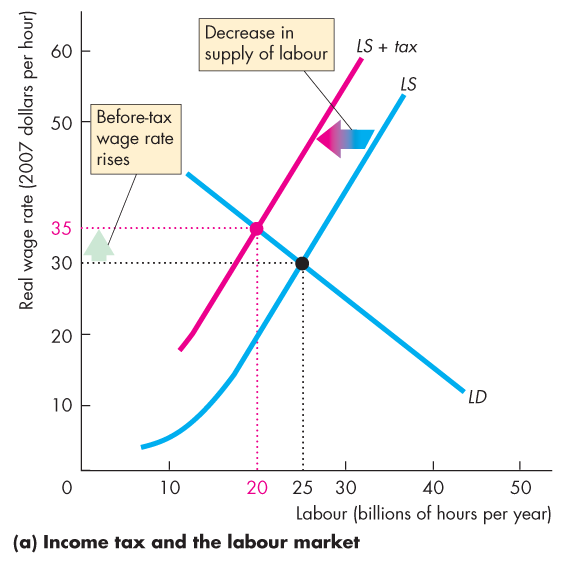 Real wage rate (2007 dollars per hour)
60
50
35
30
20
10
0
Decrease in
supply of labour
LS + tax
LS
Before-tax
wage rate
rises
LD
10
20
25
30
40
50
Labour (billions of hours per year)
(a) Income tax and the labour market